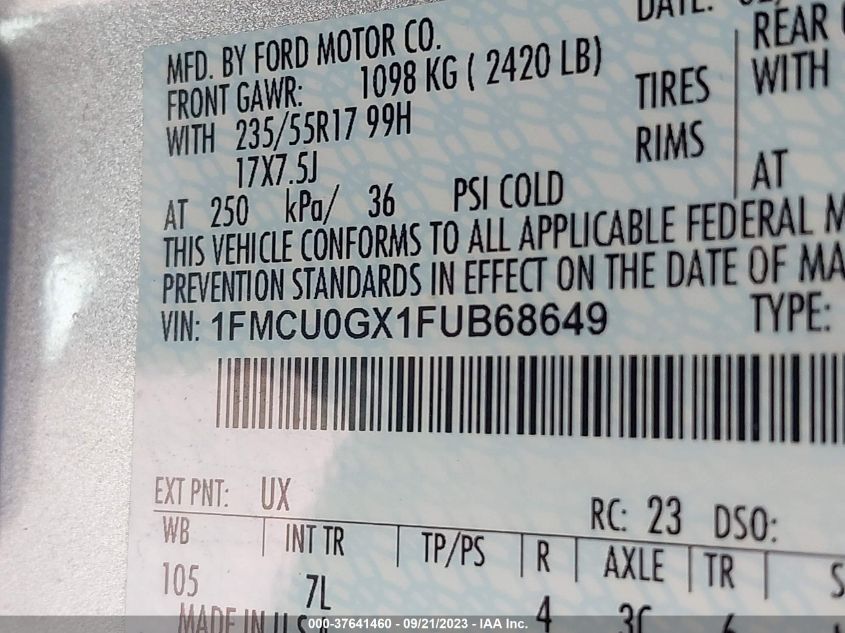 DATE:
MFD. BY FORD MOTOR CO.
FRONT GAWR: 1098 KG ( 2420 LB)
REAR
WITH 235/55R17 99H
TIRES
WITH
17X7.5J
RIMS
AT 250 kPa/ 36 PSI COLD
AT
THIS VEHICLE CONFORMS TO ALL APPLICABLE FEDERAL
PREVENTION STANDARDS IN EFFECT ON THE DATE OF
VIN: 1FMCU0GX1FUB68649
TYPE:
EXT PNT: UX
RC: 23 DSO:
WB INT TR TP/PS R AXLE TR
105 7L 4
MADE IN U.S.A.
000-37641460 - 09/21/2023 - IAA Inc.